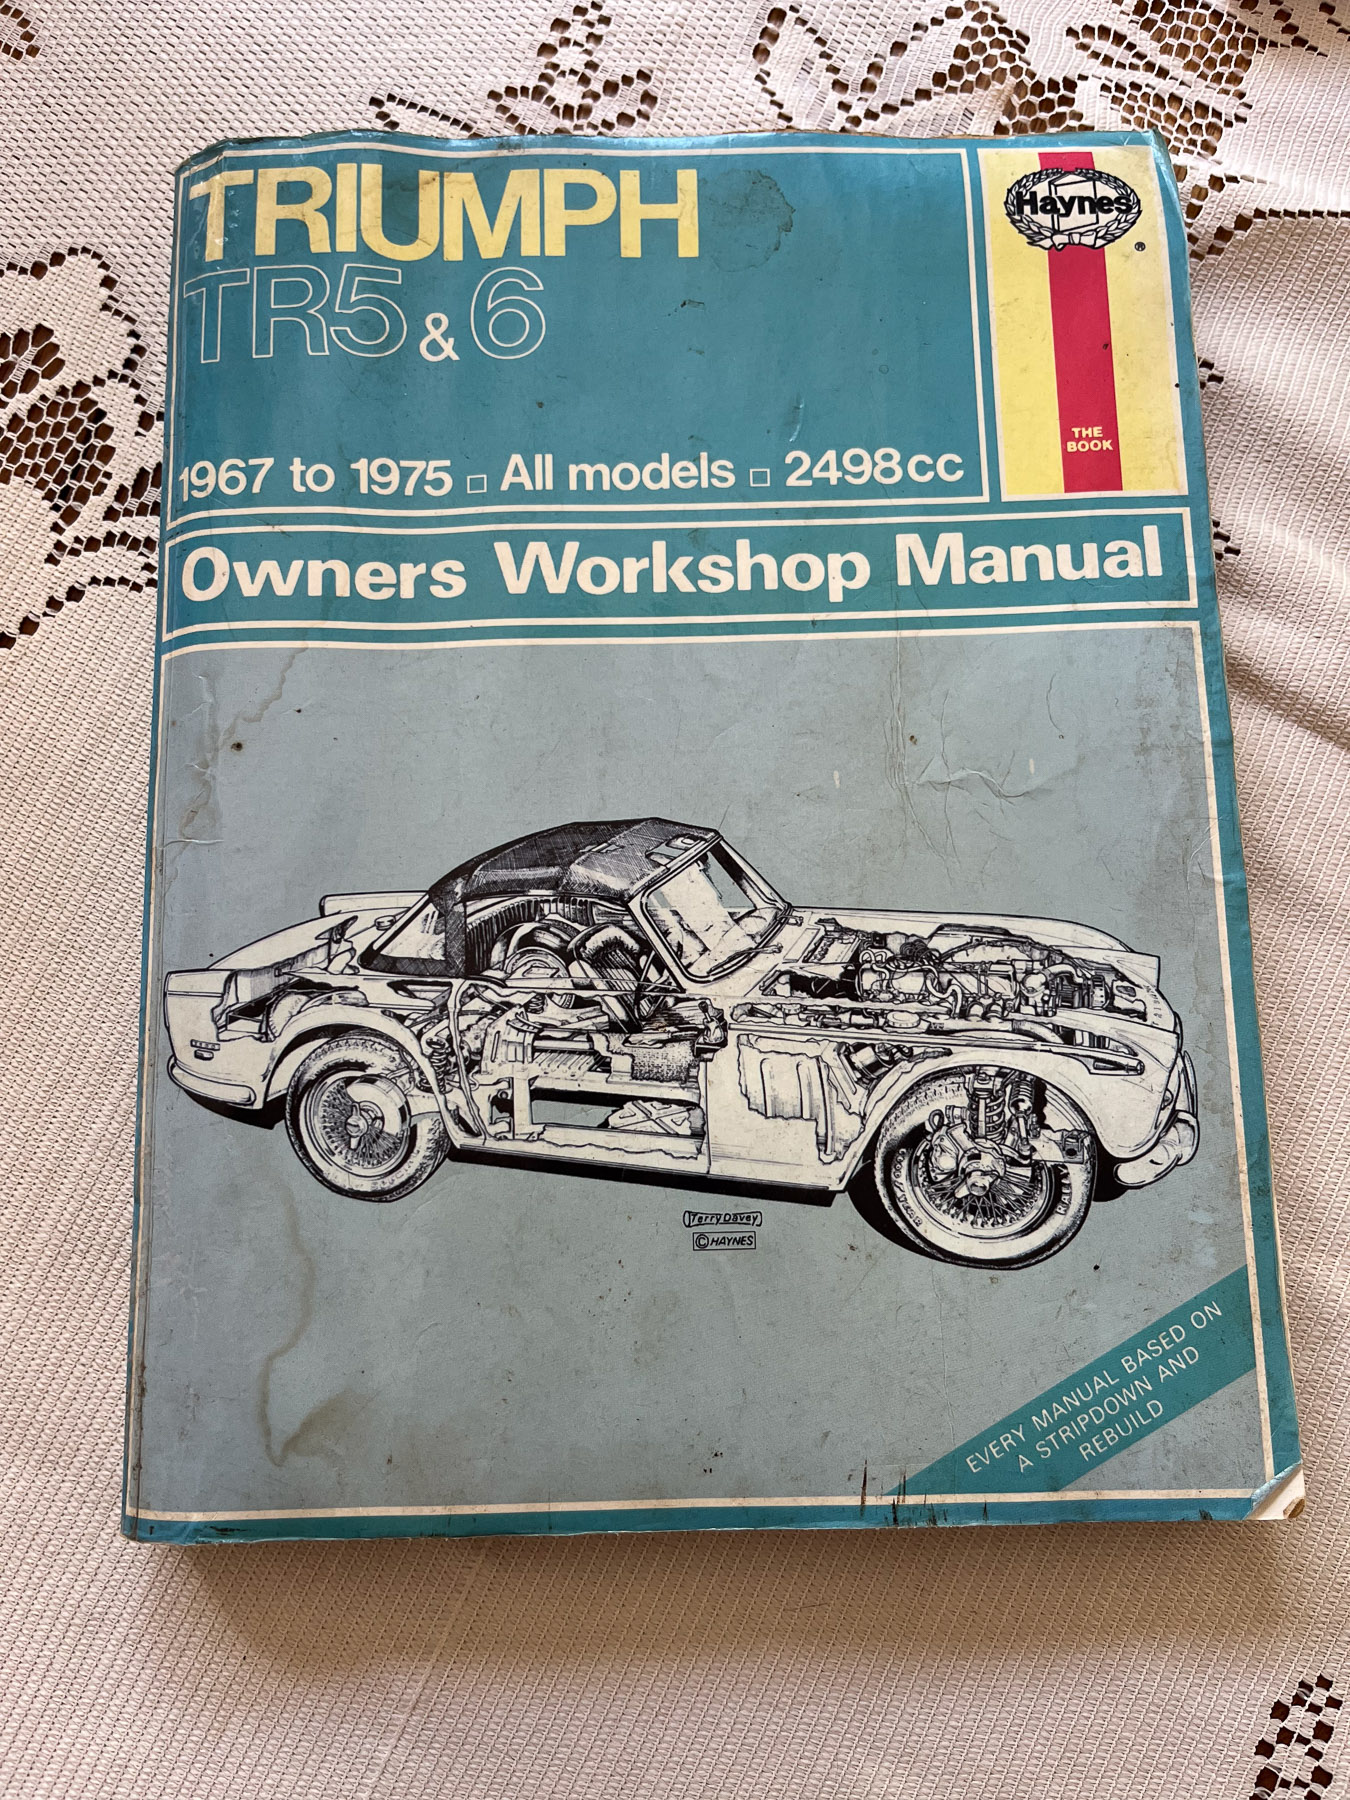 TRIUMPH
TR5 & 6
1967 to 1975 □ All models □ 2498cc
Haynes
®
THE
BOOK
Owners Workshop Manual
Terry Davey
© HAYNES
EVERY MANUAL BASED ON
A STRIPDOWN AND
REBUILD